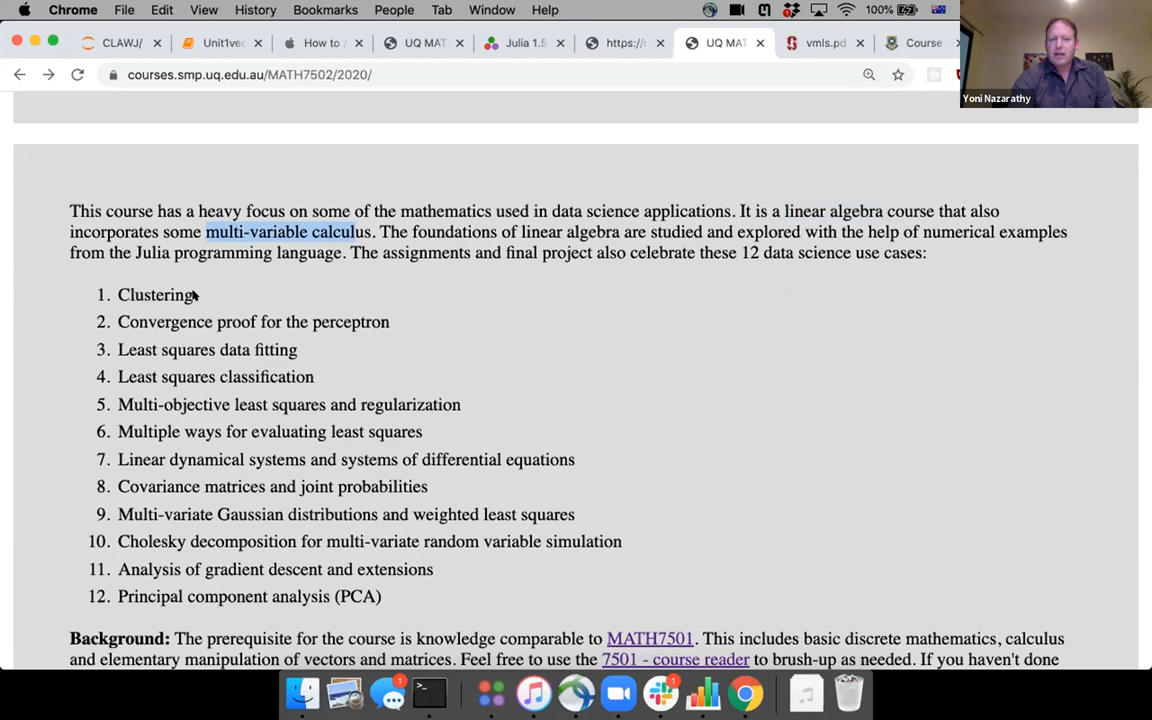 Chrome File Edit View History Bookmarks People Tab Window Help 100%
CLAWJ/ Unit1vec How to UQ MAT Julia 1.5 https:// UQ MAT vmls.pd Course
courses.smp.uq.edu.au/MATH7502/2020/
Yoni Nazarathy
This course has a heavy focus on some of the mathematics used in data science applications. It is a linear algebra course that also
incorporates some multi-variable calculus. The foundations of linear algebra are studied and explored with the help of numerical examples
from the Julia programming language. The assignments and final project also celebrate these 12 data science use cases:
1. Clustering
2. Convergence proof for the perceptron
3. Least squares data fitting
4. Least squares classification
5. Multi-objective least squares and regularization
6. Multiple ways for evaluating least squares
7. Linear dynamical systems and systems of differential equations
8. Covariance matrices and joint probabilities
9. Multi-variate Gaussian distributions and weighted least squares
10. Cholesky decomposition for multi-variate random variable simulation
11. Analysis of gradient descent and extensions
12. Principal component analysis (PCA)
Background: The prerequisite for the course is knowledge comparable to MATH7501. This includes basic discrete mathematics, calculus
and elementary manipulation of vectors and matrices. Feel free to use the 7501 - course reader to brush-up as needed. If you haven't done
1
1